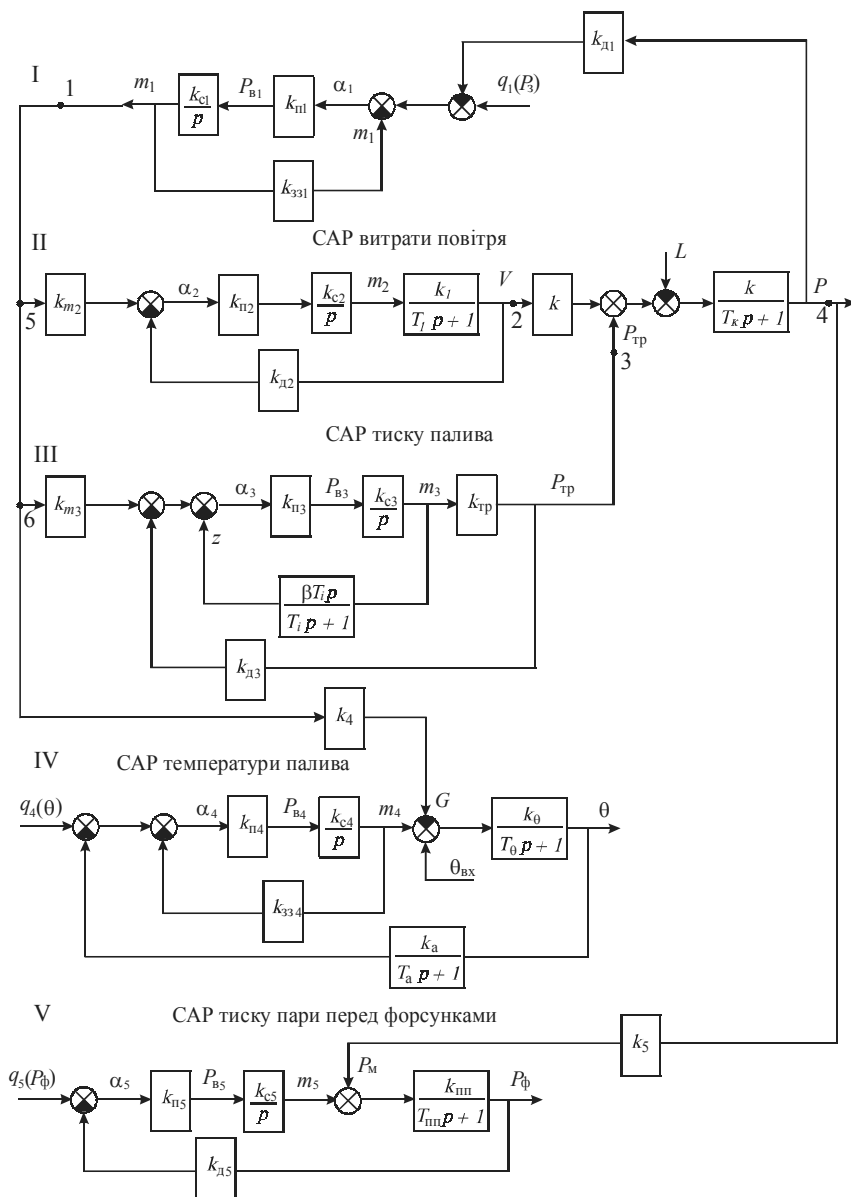 k_д1
I
1
m_1
k_с1
p
P_в1
k_п1
α_1
m_1
q_1(P_з)
k_зз1
САР витрати повітря
II
5
k_m2
α_2
k_п2
k_с2
p
m_2
k_1
T_1 p + 1
V
2
k
L
k
T_к p + 1
P
4
P_тр
3
k_д2
САР тиску палива
III
6
k_m3
α_3
z
k_п3
P_в3
k_с3
p
m_3
k_тр
P_тр
βT_i p
T_i p + 1
k_д3
k_4
IV
САР температури палива
q_4(θ)
α_4
k_п4
P_в4
k_с4
p
m_4
G
θ_вх
k_θ
T_θ p + 1
θ
k_зз 4
k_а
T_а p + 1
V
САР тиску пари перед форсунками
k_5
q_5(P_ф)
α_5
k_п5
P_в5
k_с5
p
m_5
P_м
k_пп
T_пп p + 1
P_ф
k_д5